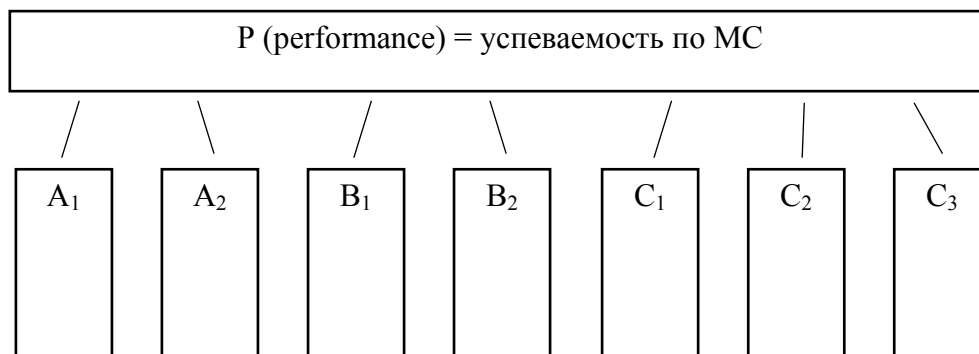 P (performance) = успеваемость по МС
A₁ A₂ B₁ B₂ C₁ C₂ C₃